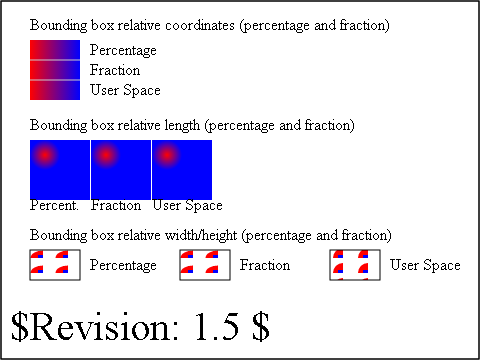 Bounding box relative coordinates (percentage and fraction)
Percentage
Fraction
User Space
Bounding box relative length (percentage and fraction)
Percent. Fraction User Space
Bounding box relative width/height (percentage and fraction)
Percentage Fraction User Space
$Revision: 1.5 $